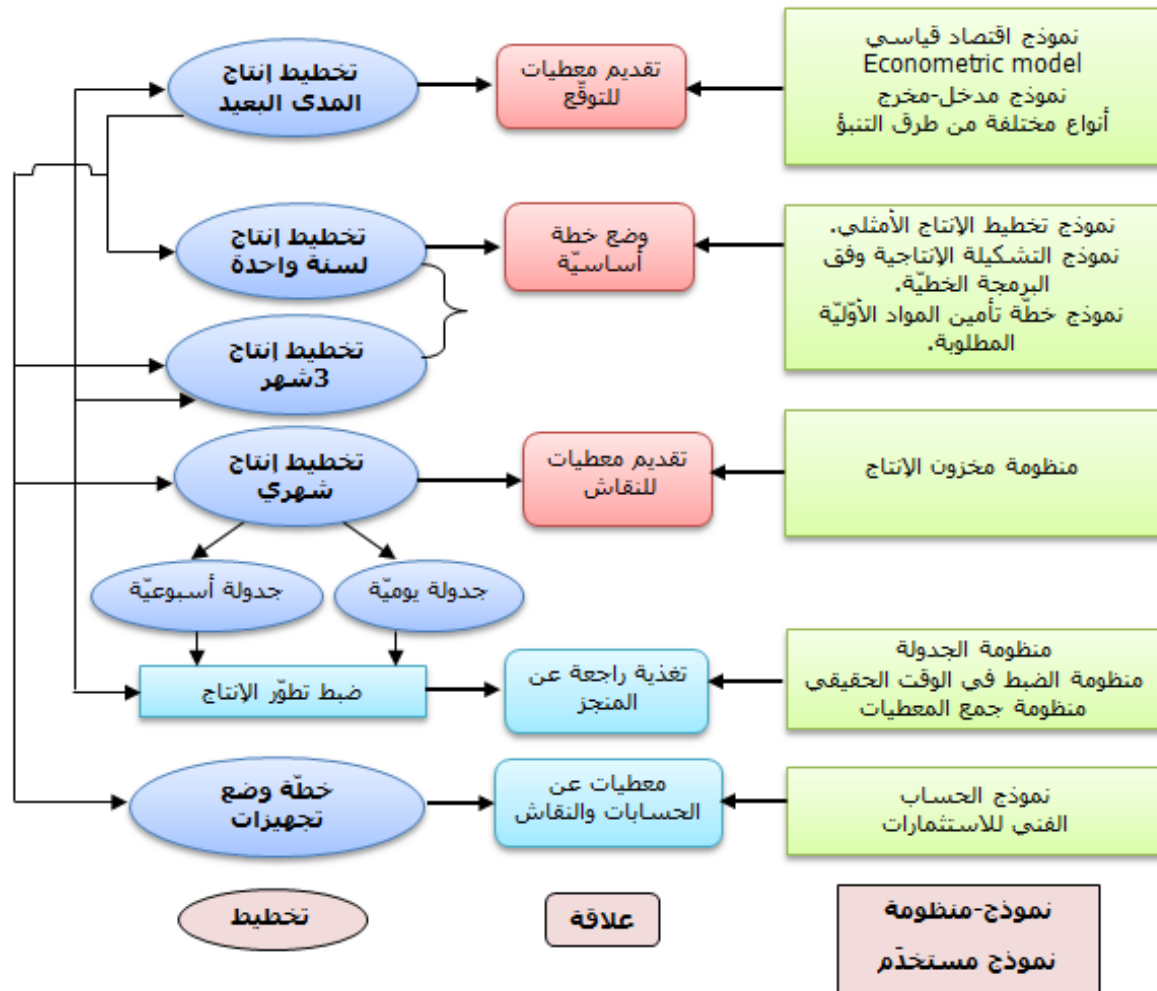 تخطيط إنتاج
المدى البعيد
تقديم معطيات
للتوقّع
نموذج اقتصاد قياسي
Econometric model
نموذج مدخل-مخرج
أنواع مختلفة من طرق التنبؤ
تخطيط إنتاج
لسنة واحدة
وضع خطة
أساسيّة
نموذج تخطيط الإنتاج الأمثلي.
نموذج التشكيلة الإنتاجية وفق
البرمجة الخطيّة.
نموذج خطّة تأمين المواد الأوّليّة
المطلوبة.
تخطيط إنتاج
3شهر
تخطيط إنتاج
شهري
تقديم معطيات
للنقاش
منظومة مخزون الإنتاج
جدولة يوميّة
جدولة أسبوعيّة
ضبط تطوّر الإنتاج
تغذية راجعة عن
المنجز
منظومة الجدولة
منظومة الضبط في الوقت الحقيقي
منظومة جمع المعطيات
خطّة وضع
تجهيزات
معطيات عن
الحسابات والنقاش
نموذج الحساب
الفني للاستثمارات
تخطيط
علاقة
نموذج-منظومة
نموذج مستخدَم